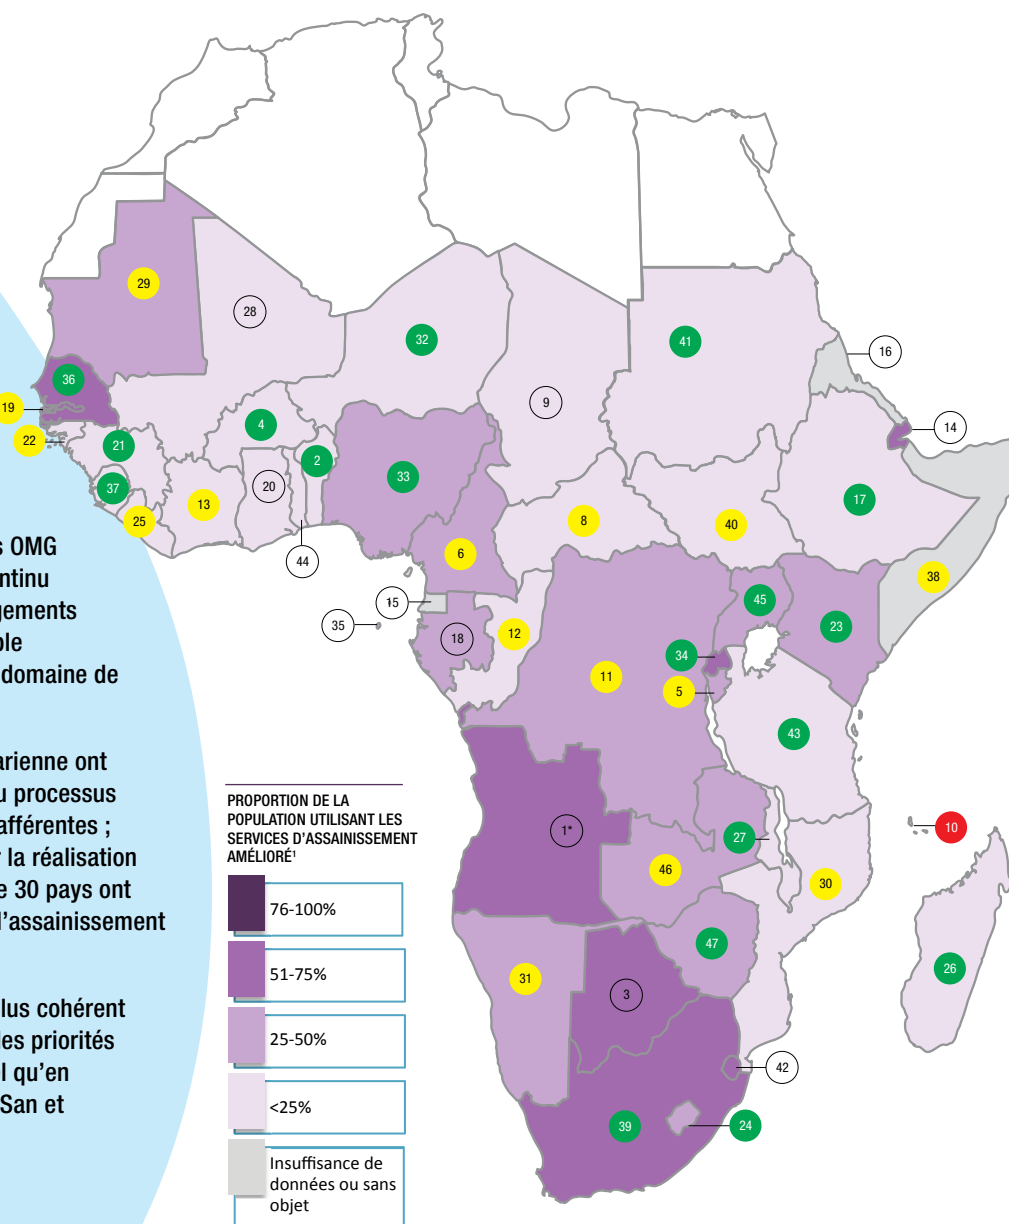 29
28
32
41
16
36
9
14
19
4
22
21
2
33
20
17
37
13
8
25
40
s OMG
6
44
38
ntinu
15
45
gements
35
12
23
ble
18
34
domaine de
11
5
43
arienne ont
u processus
afférentes ;
r la réalisation
e 30 pays ont
l'assainissement
lus cohérent
les priorités
el qu'en
San et
PROPORTION DE LA
POPULATION UTILISANT LES
SERVICES D'ASSAINISSEMENT
AMÉLIORÉ¹
76-100%
51-75%
25-50%
<25%
Insuffisance de
données ou sans
objet
1*
10
27
46
30
47
26
31
3
42
39
24